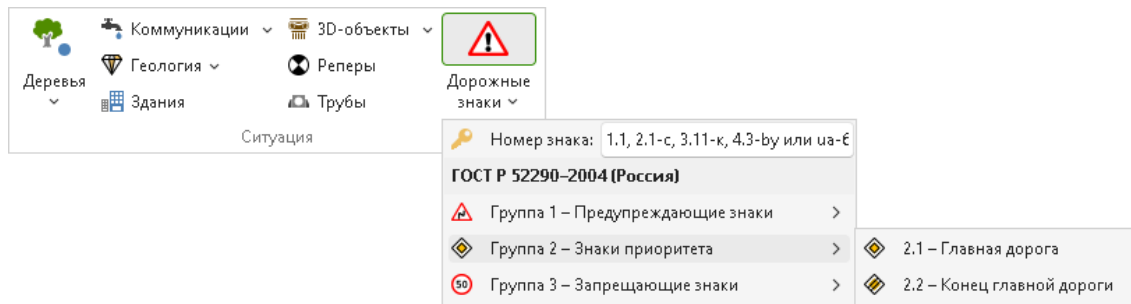 Деревья
Коммуникации
Геология
Здания
3D-объекты
Реперы
Трубы
Дорожные
знаки
Ситуация
Номер знака: 1.1, 2.1-с, 3.11-к, 4.3-by или ua-6
ГОСТ Р 52290–2004 (Россия)
Группа 1 – Предупреждающие знаки
Группа 2 – Знаки приоритета
50 Группа 3 – Запрещающие знаки
2.1 – Главная дорога
2.2 – Конец главной дороги